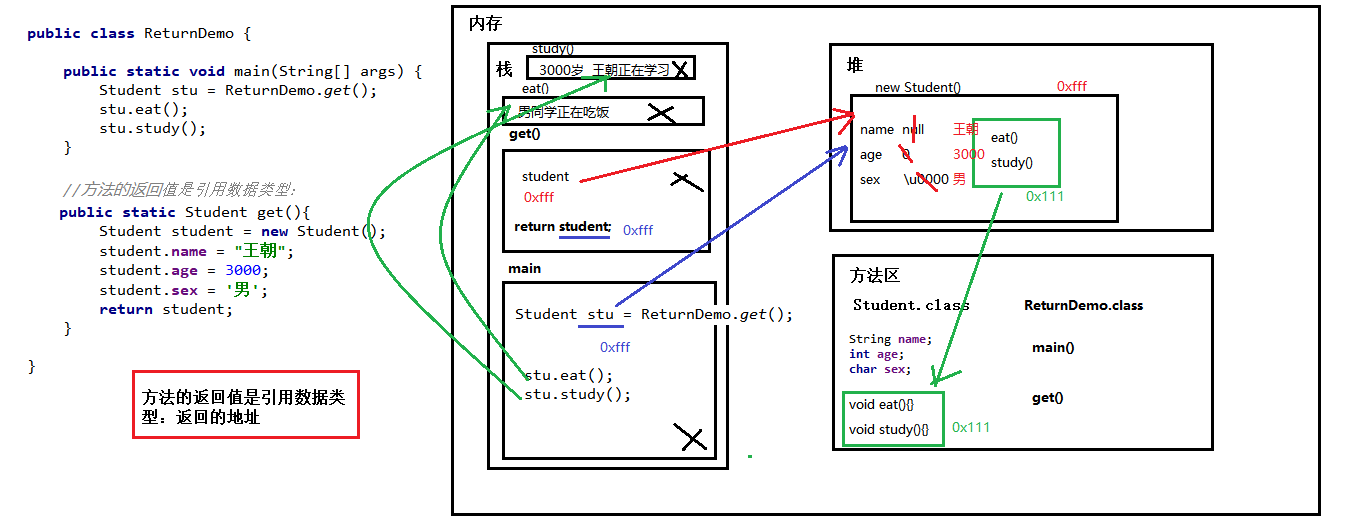 public class ReturnDemo {
public static void main(String[] args) {
Student stu = ReturnDemo.get();
stu.eat();
stu.study();
}
//方法的返回值是引用数据类型:
public static Student get(){
Student student = new Student();
student.name = "王朝";
student.age = 3000;
student.sex = '男';
return student;
}
}
方法的返回值是引用数据类
型：返回的地址
内存
栈
study()
3000岁 王朝正在学习
eat()
男同学正在吃饭
get()
student
0xfff
return student;
0xfff
main
Student stu = ReturnDemo.get();
0xfff
stu.eat();
stu.study();
堆
new Student()
0xfff
name null 王朝
age 0 3000
sex \u0000 男
eat()
study()
0x111
方法区
Student.class
ReturnDemo.class
String name;
int age;
char sex;
main()
get()
void eat(){}
void study(){}
0x111